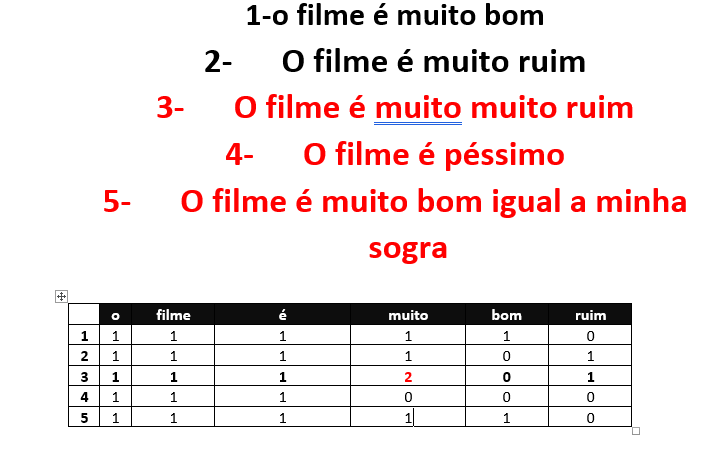 1-o filme é muito bom
2- O filme é muito ruim
3- O filme é muito muito ruim
4- O filme é péssimo
5- O filme é muito bom igual a minha
sogra
o filme é muito bom ruim
1 1 1 1 1 1 0
2 1 1 1 1 0 1
3 1 1 1 2 0 1
4 1 1 1 0 0 0
5 1 1 1 1 1 0